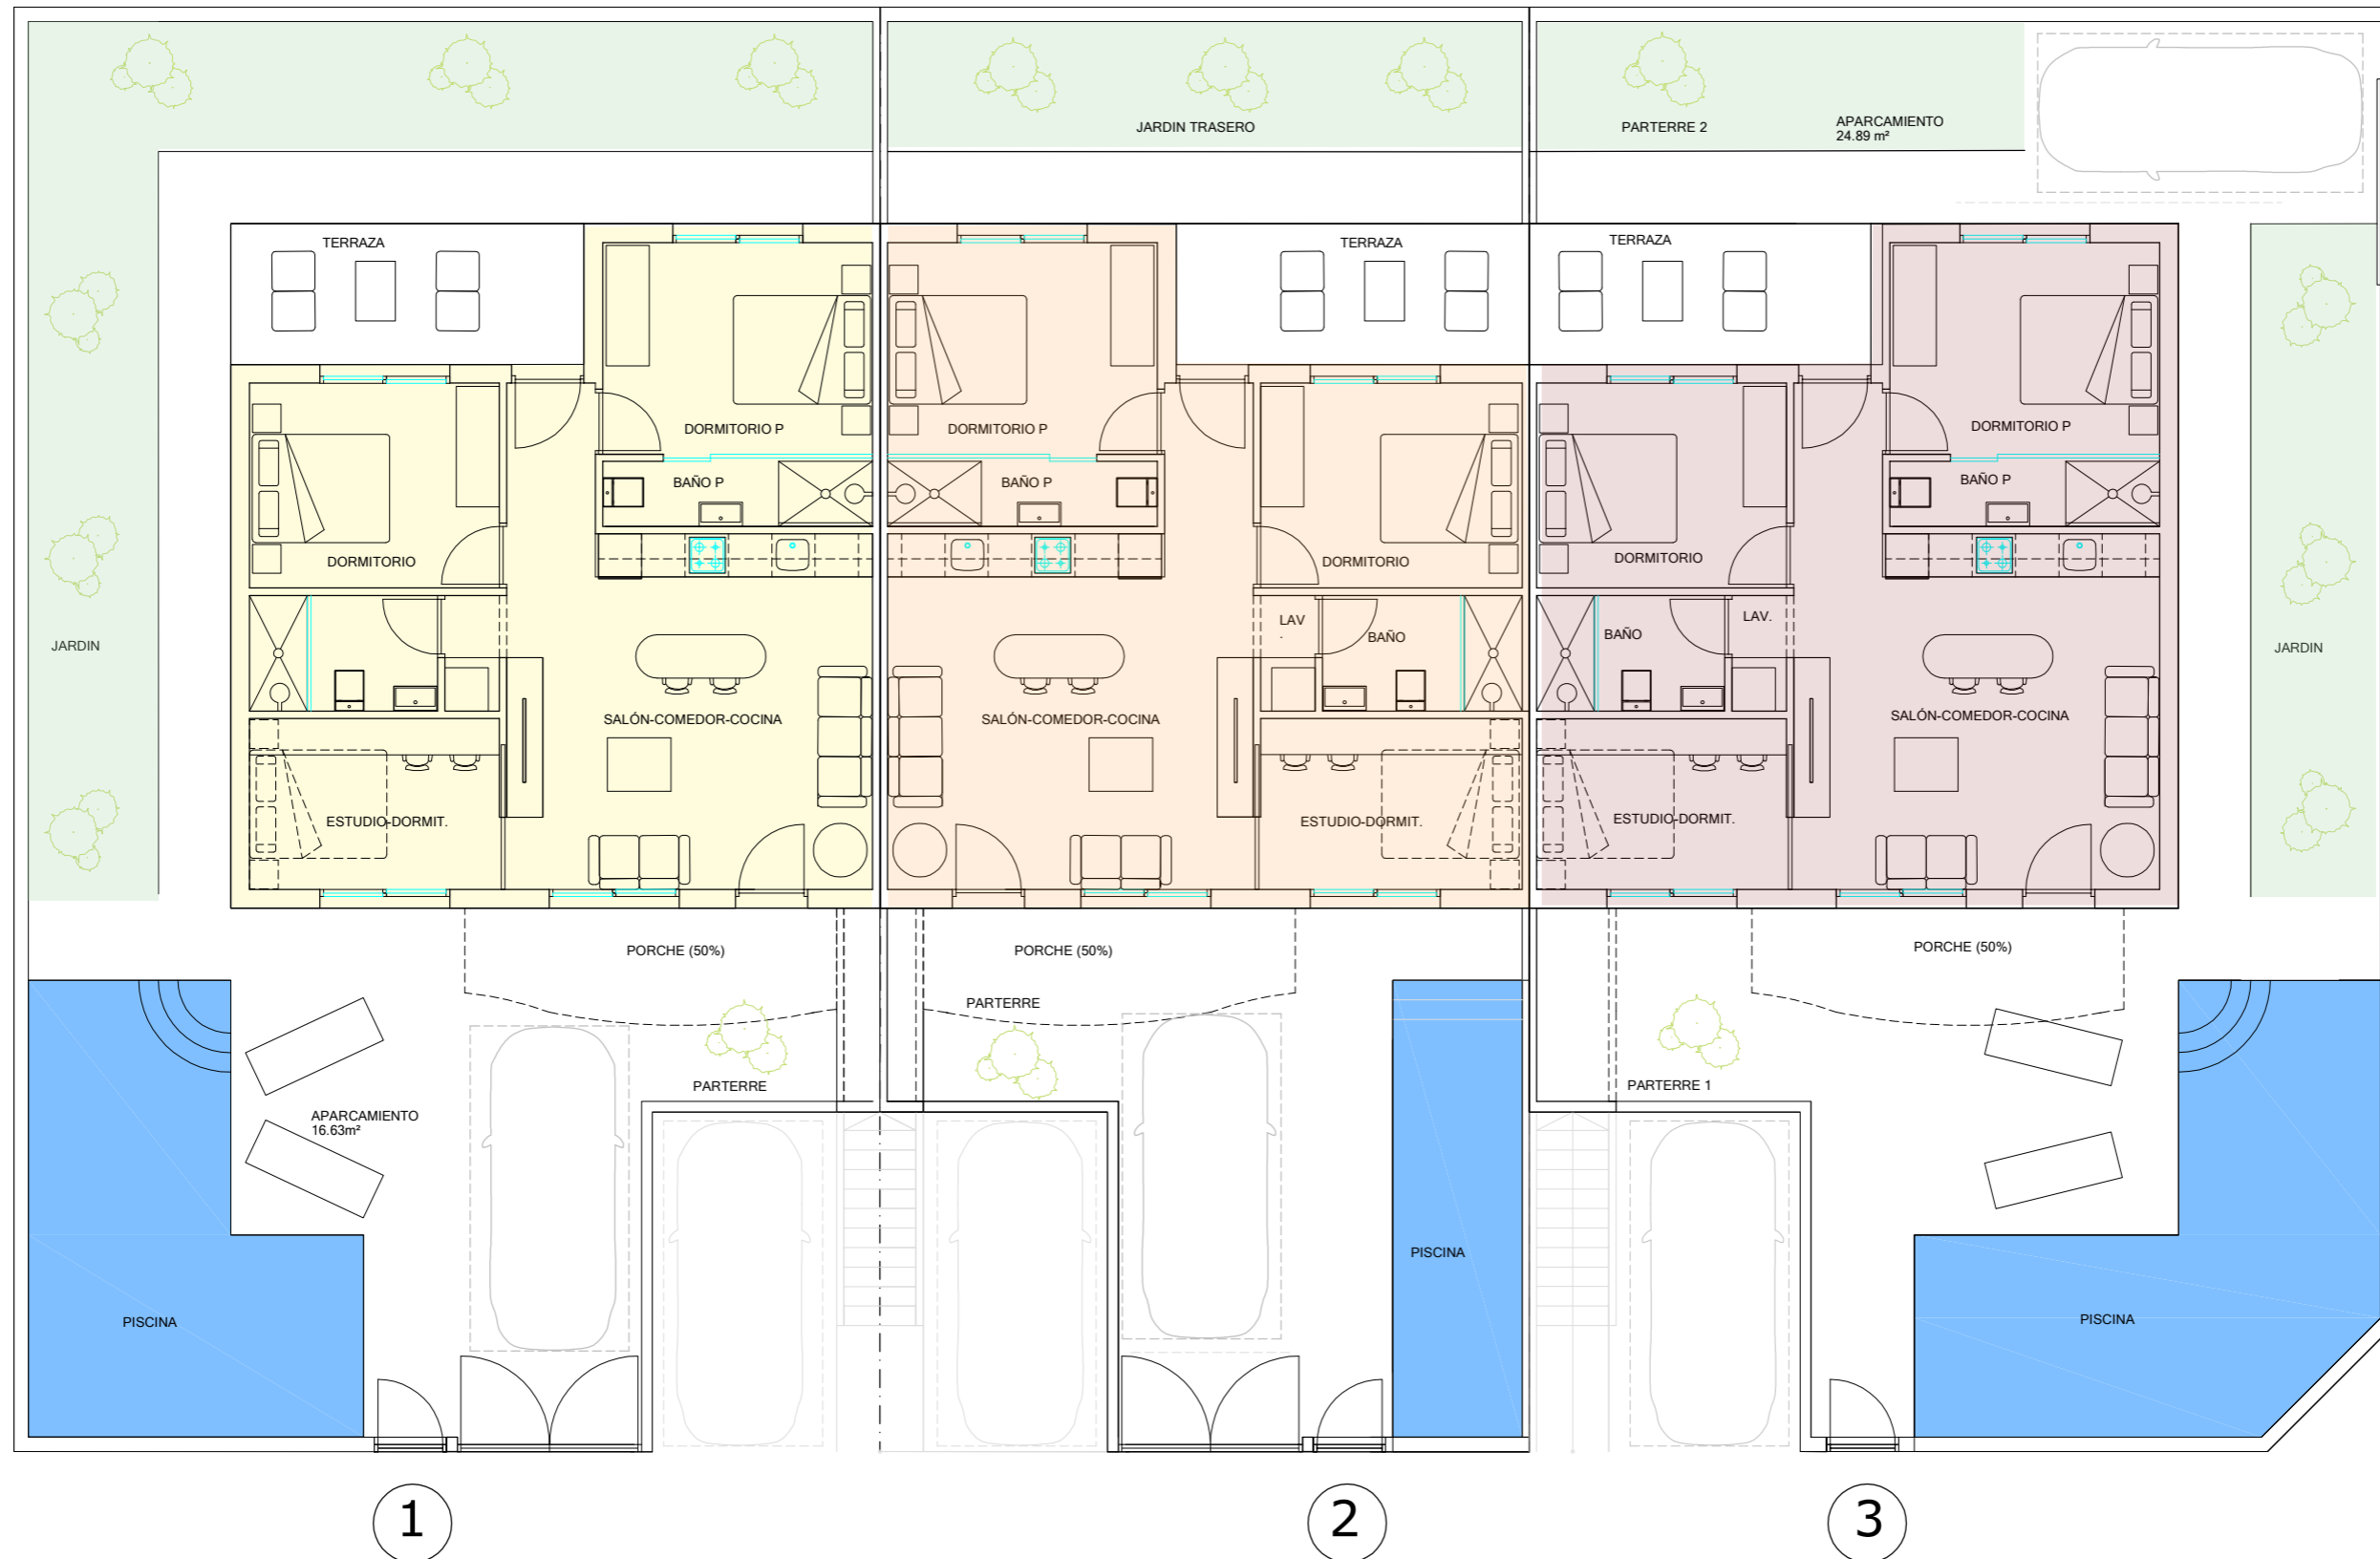 JARDIN TRASERO
PARTERRE 2
APARCAMIENTO
24.89 m²
TERRAZA
TERRAZA
TERRAZA
DORMITORIO P
DORMITORIO P
DORMITORIO P
BAÑO P
BAÑO P
BAÑO P
DORMITORIO
DORMITORIO
DORMITORIO
JARDIN
LAV
.
BAÑO
BAÑO
LAV.
JARDIN
SALÓN-COMEDOR-COCINA
SALÓN-COMEDOR-COCINA
SALÓN-COMEDOR-COCINA
ESTUDIO-DORMIT.
ESTUDIO-DORMIT.
ESTUDIO-DORMIT.
PORCHE (50%)
PORCHE (50%)
PORCHE (50%)
PARTERRE
PARTERRE
PARTERRE 1
APARCAMIENTO
16.63m²
PISCINA
PISCINA
PISCINA
1
2
3